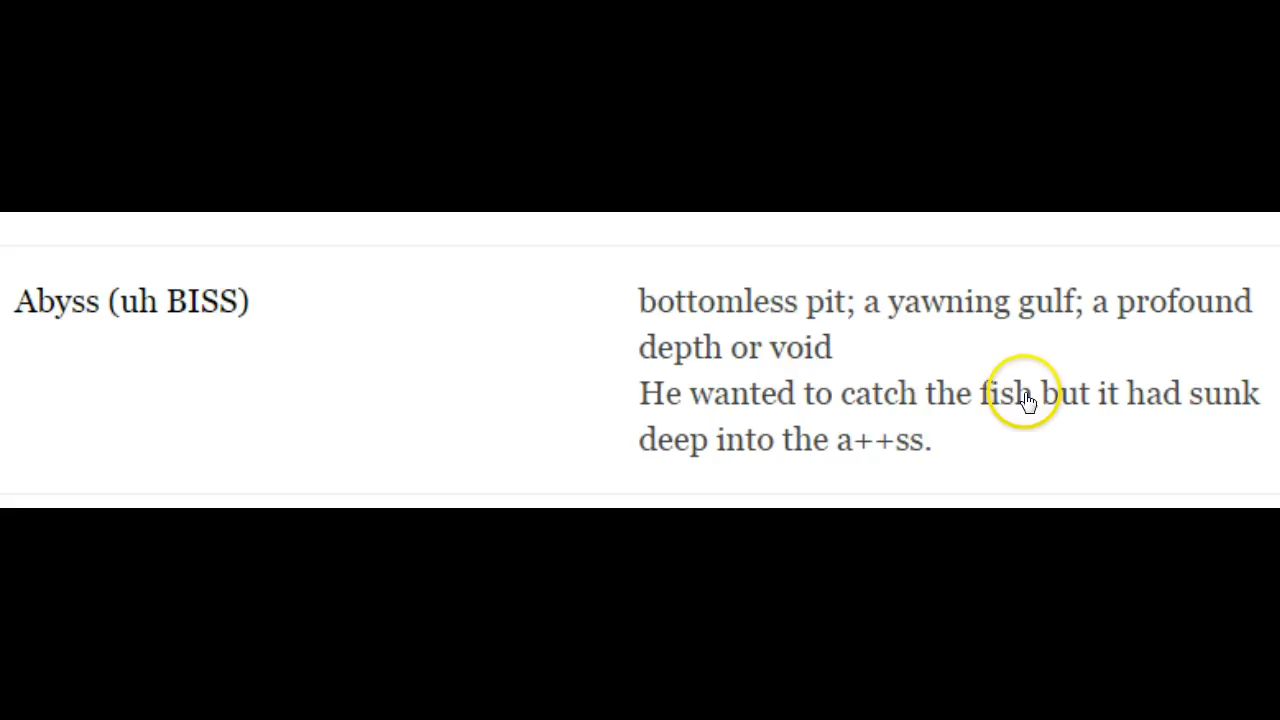 Abyss (uh BISS)
bottomless pit; a yawning gulf; a profound
depth or void
He wanted to catch the fish but it had sunk
deep into the a++ss.